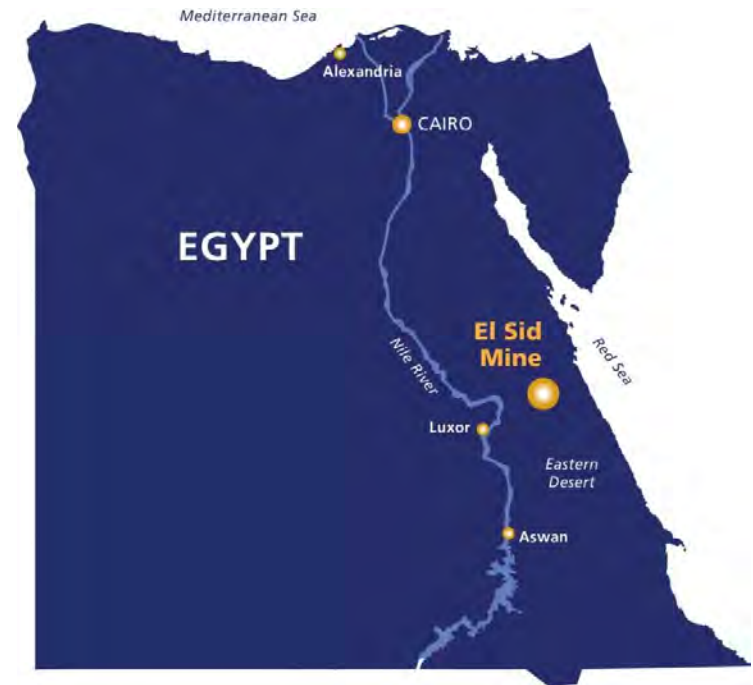 Mediterranean Sea
Alexandria
CAIRO
EGYPT
El Sid
Mine
Red Sea
Nile River
Luxor
Eastern
Desert
Aswan